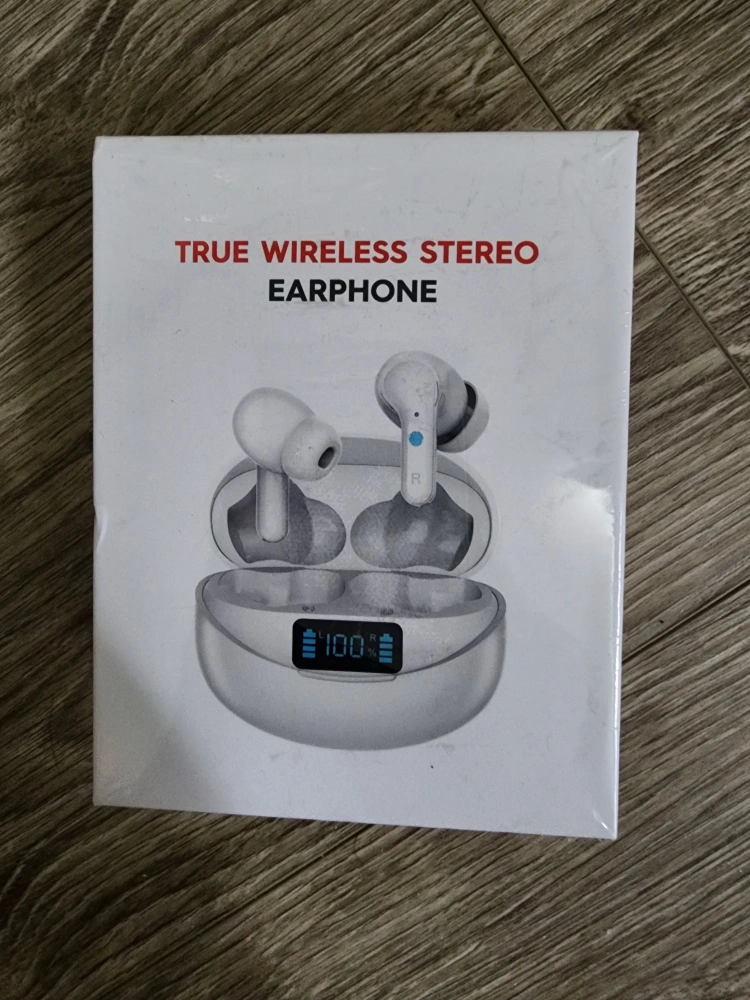 TRUE WIRELESS STEREO
EARPHONE
R
L 100 % R